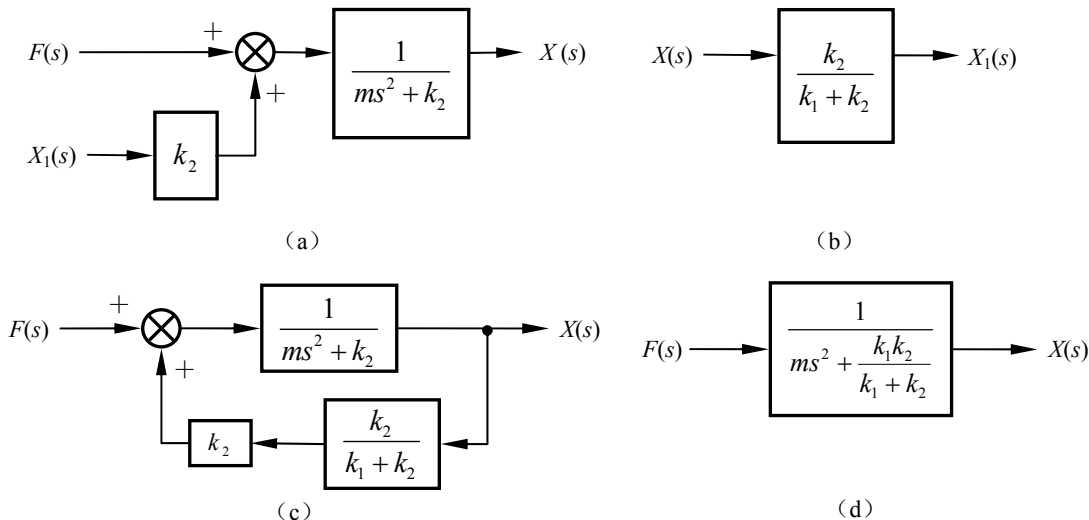 F(s)
+
+
1
ms² + k₂
X(s)
X₁(s)
k₂
(a)
X(s)
k₂
k₁ + k₂
X₁(s)
(b)
F(s)
+
+
1
ms² + k₂
X(s)
k₂
k₂
k₁ + k₂
(c)
F(s)
1
ms² + k₁k₂
k₁ + k₂
X(s)
(d)